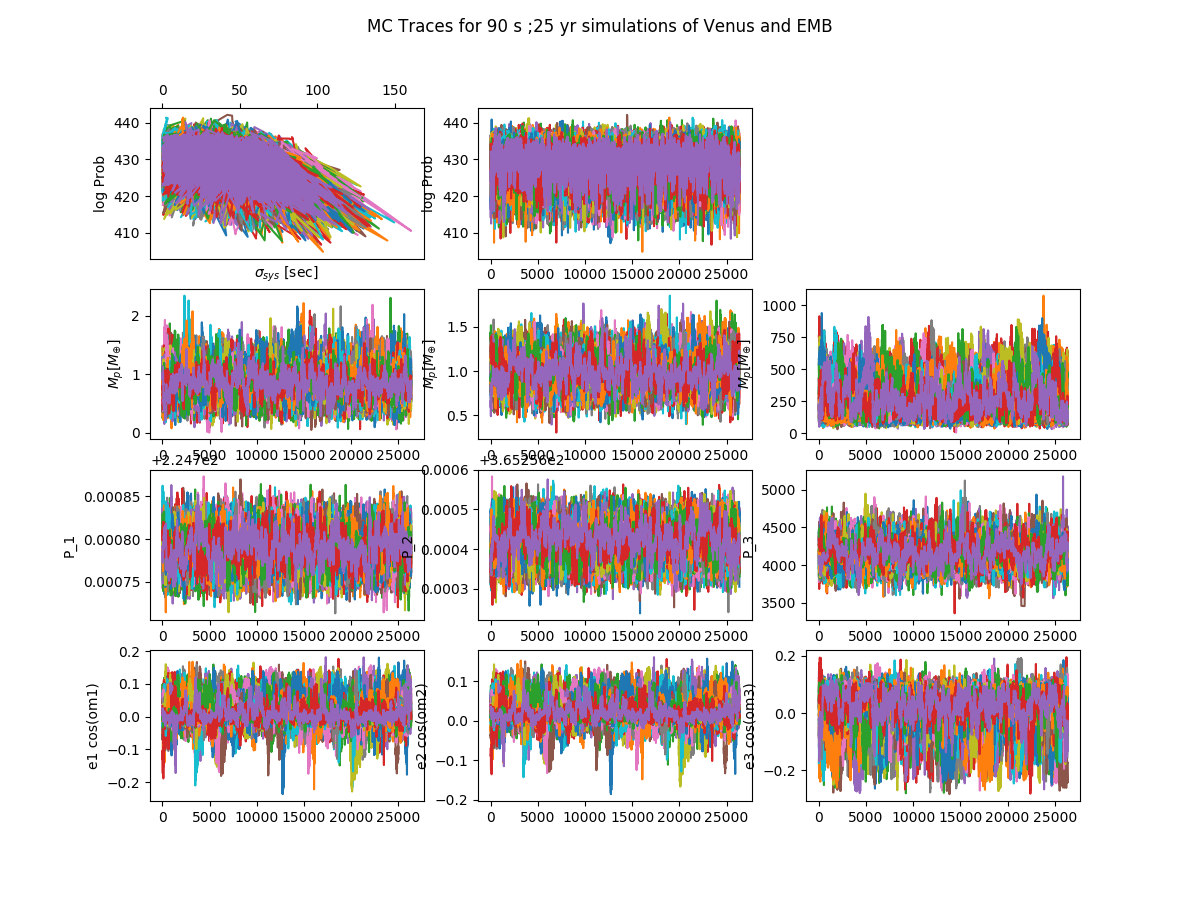 MC Traces for 90 s ;25 yr simulations of Venus and EMB
0 50 100 150
440
430
420
410
log Prob
σ_sys [sec]
440
430
420
410
log Prob
0 5000 10000 15000 20000 25000
2
1
0
M_p[M_⊕]
0 5000 10000 15000 20000 25000
1.5
1.0
0.5
M_p[M_⊕]
0 5000 10000 15000 20000 25000
1000
750
500
250
0
M_p[M_⊕]
0 5000 10000 15000 20000 25000
+2.247e2
0.00085
0.00080
0.00075
P_1
0 5000 10000 15000 20000 25000
+3.65256e2
0.0006
0.0005
0.0004
0.0003
P_2
0 5000 10000 15000 20000 25000
5000
4500
4000
3500
P_3
0 5000 10000 15000 20000 25000
0.2
0.1
0.0
−0.1
−0.2
e1 cos(om1)
0 5000 10000 15000 20000 25000
0.1
0.0
−0.1
−0.2
e2 cos(om2)
0 5000 10000 15000 20000 25000
0.2
0.0
−0.2
e3 cos(om3)
0 5000 10000 15000 20000 25000